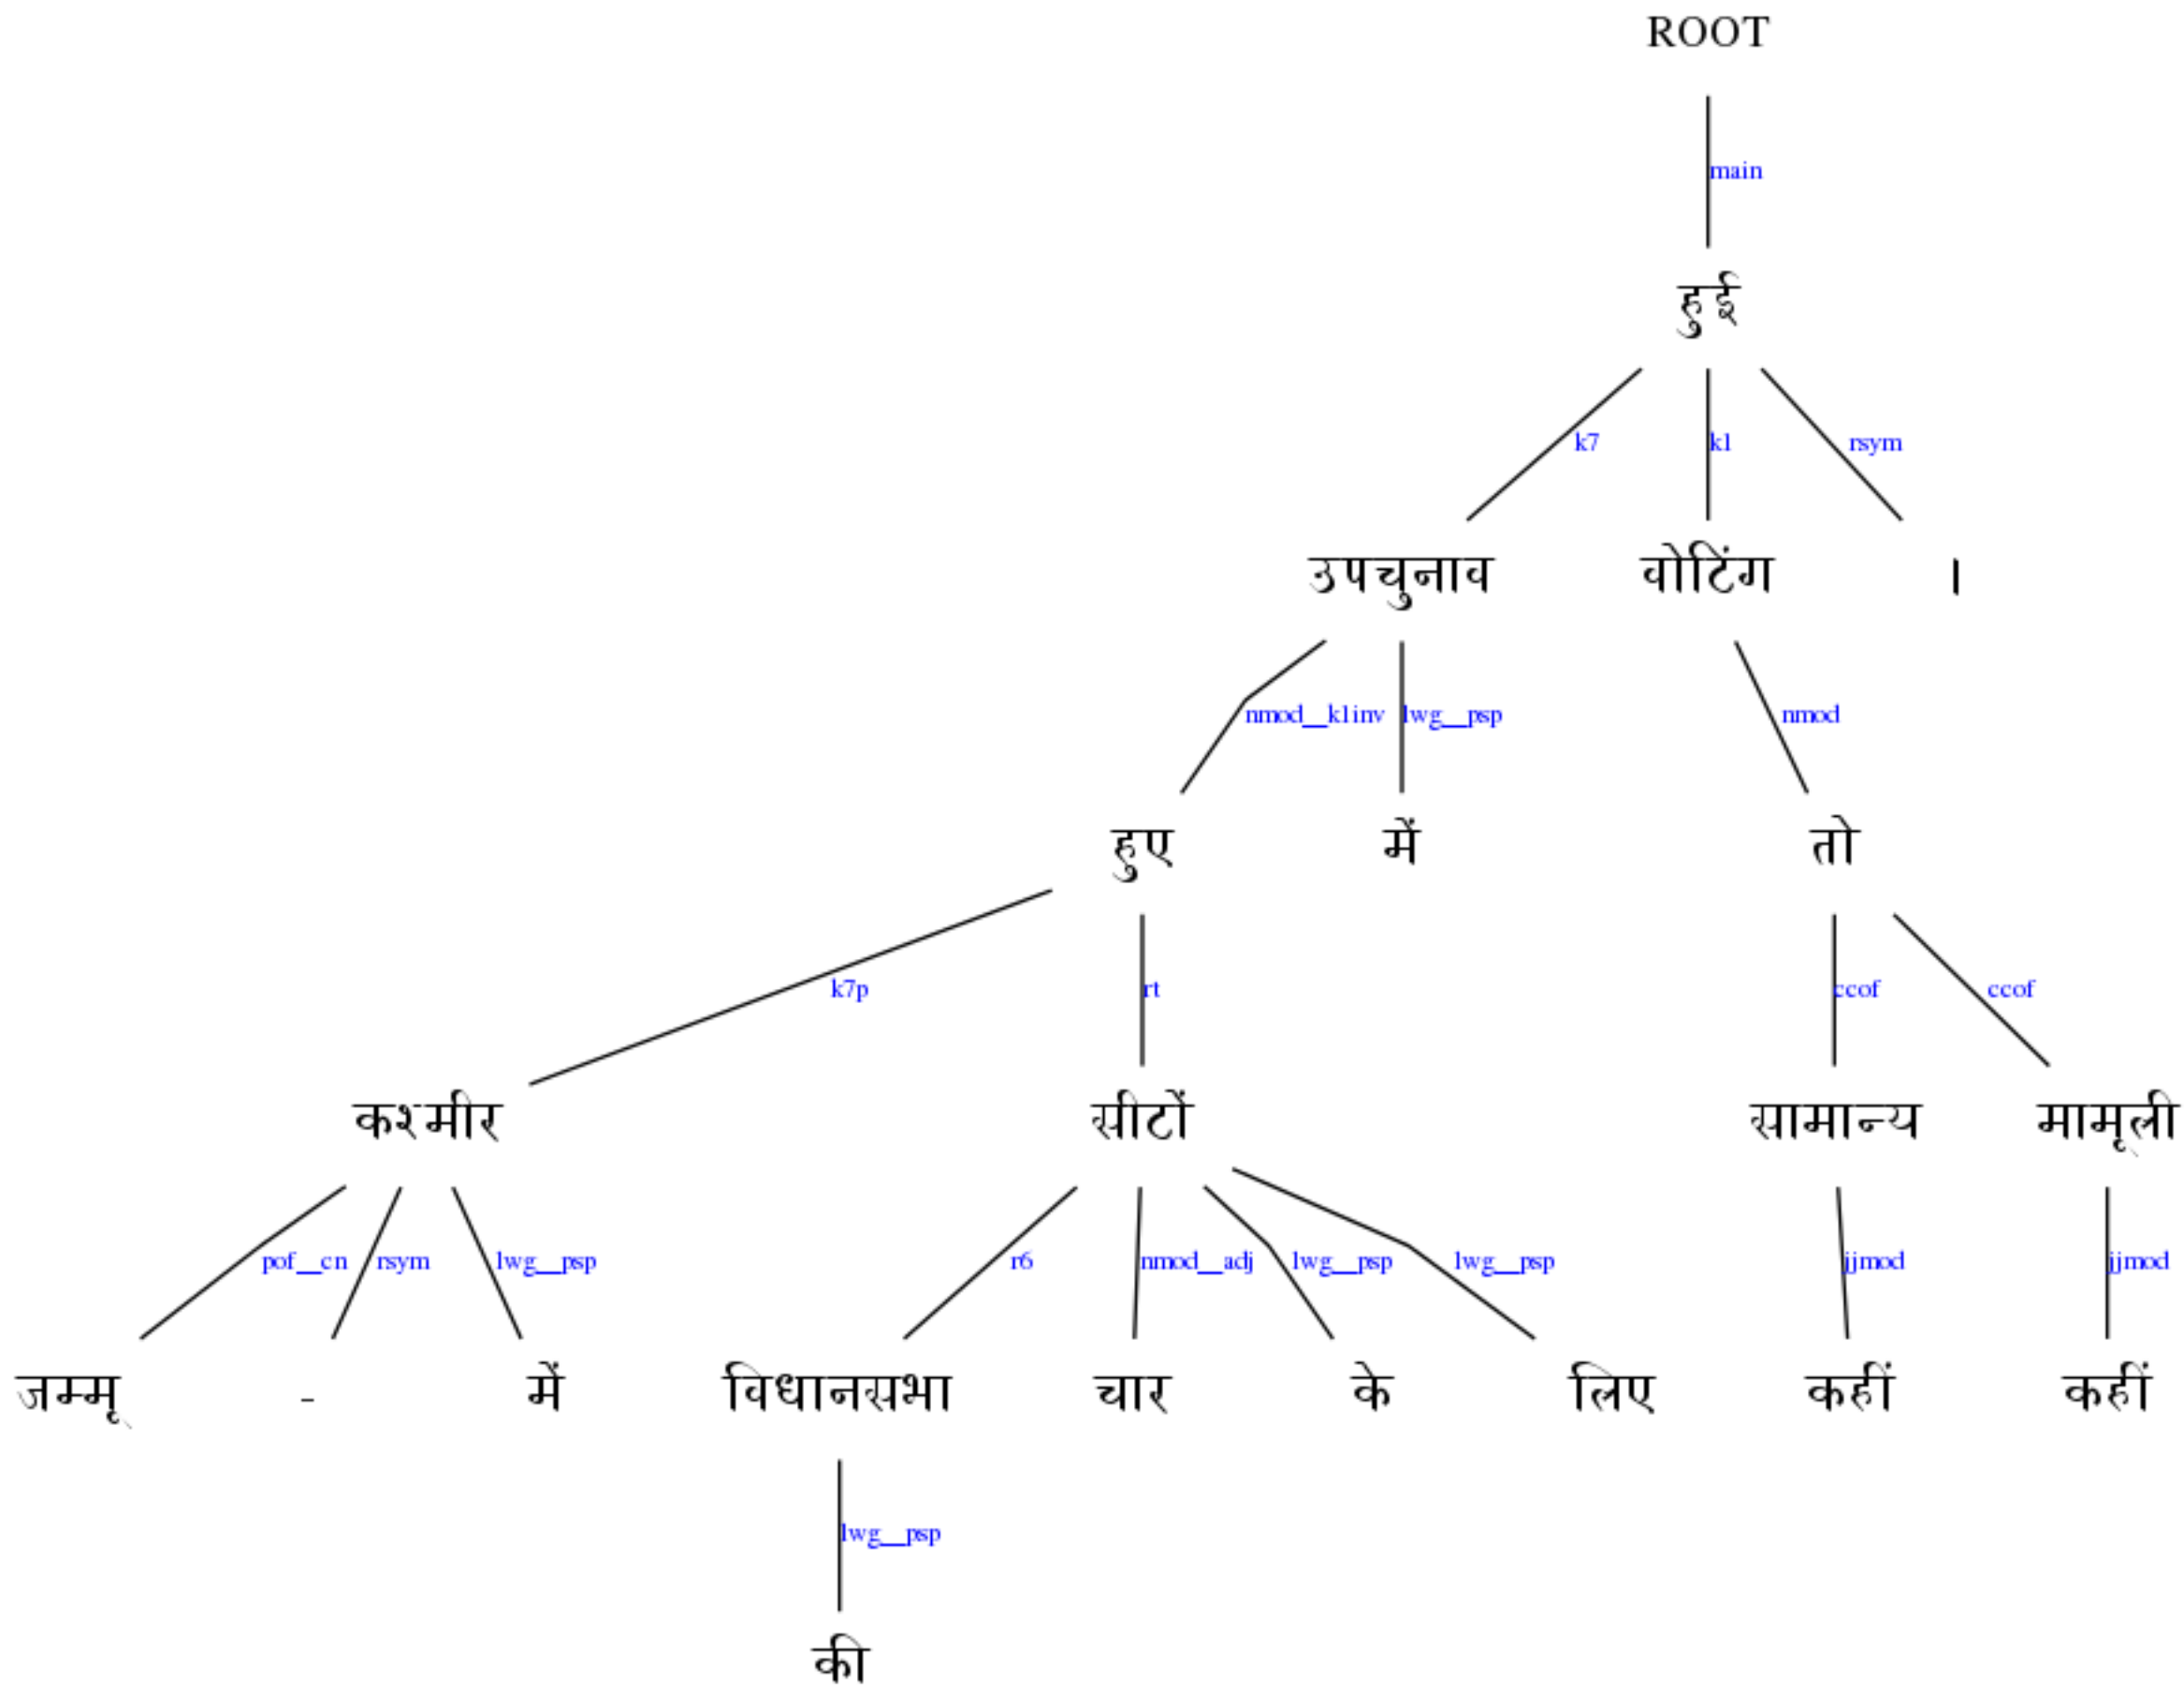 ROOT
main
हुई
k7 k1 rsym
उपचुनाव वोटिंग ।
nmod__k1inv lwg__psp nmod
हुए में तो
k7p rt ccof ccof
कश्मीर सीटों सामान्य मामूली
pof__cn rsym lwg__psp r6 nmod__adj lwg__psp lwg__psp jjmod jjmod
जम्मू - में विधानसभा चार के लिए कहीं कहीं
lwg__psp
की